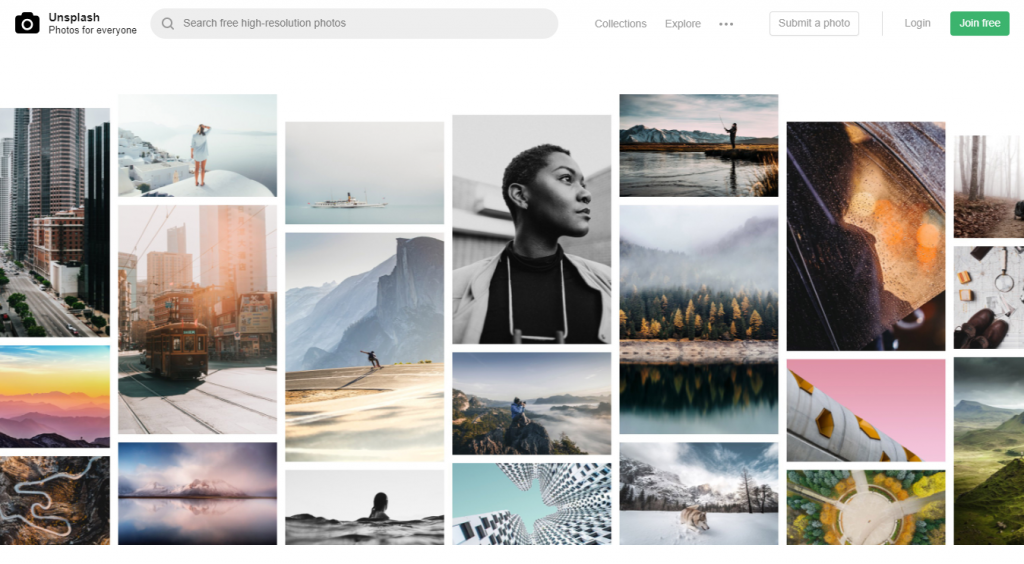 Unsplash
Photos for everyone
Search free high-resolution photos
Collections
Explore
Submit a photo
Login
Join free